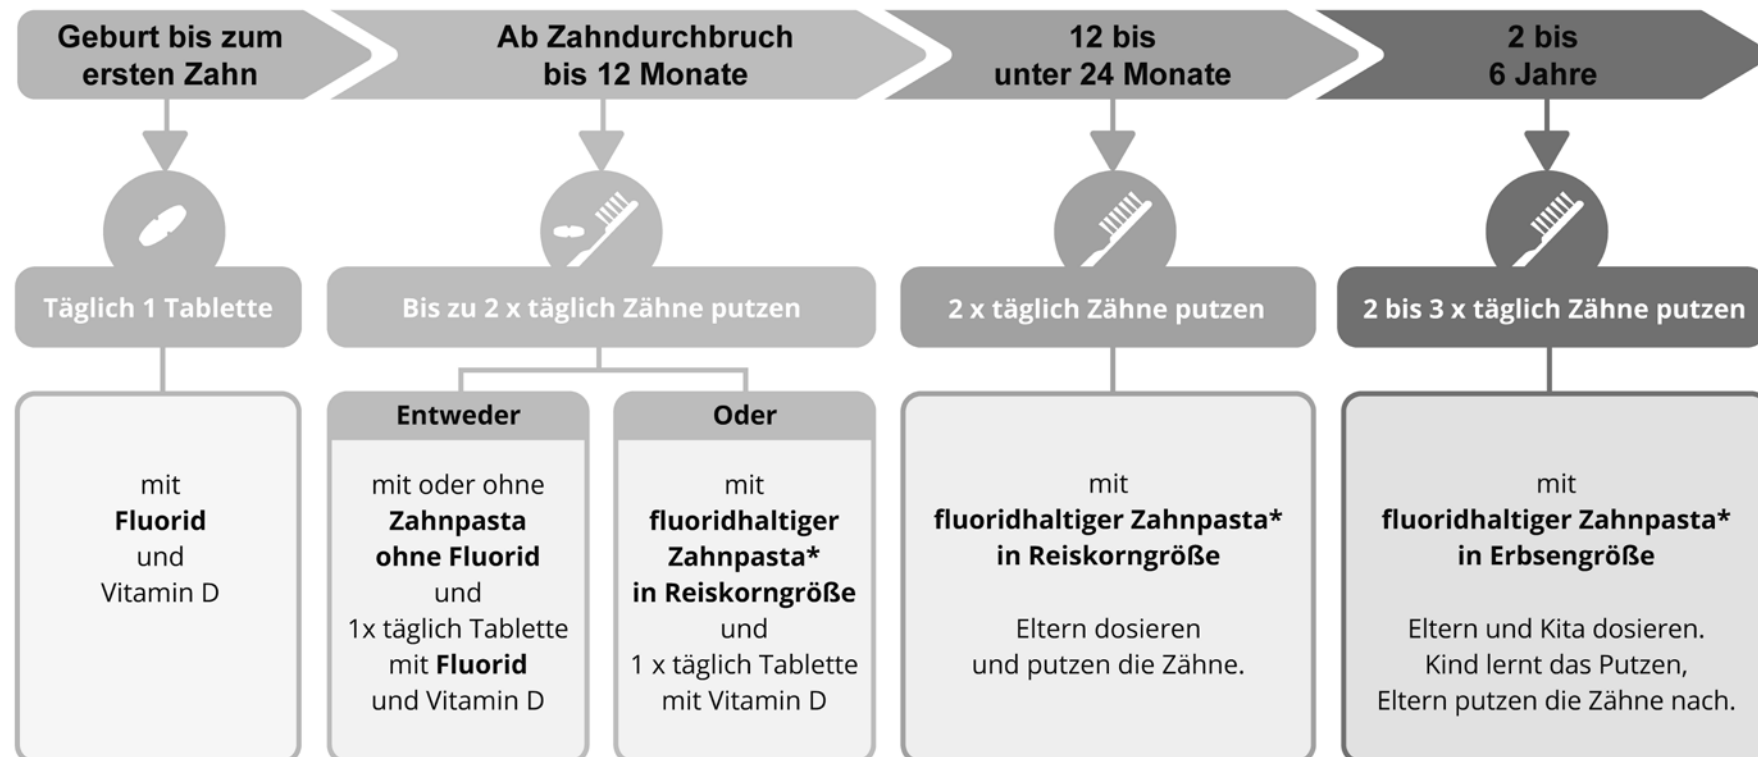 Geburt bis zum
ersten Zahn
Ab Zahndurchbruch
bis 12 Monate
12 bis
unter 24 Monate
2 bis
6 Jahre
Täglich 1 Tablette
Bis zu 2 x täglich Zähne putzen
2 x täglich Zähne putzen
2 bis 3 x täglich Zähne putzen
mit
Fluorid
und
Vitamin D
Entweder
mit oder ohne
Zahnpasta
ohne Fluorid
und
1x täglich Tablette
mit Fluorid
und Vitamin D
Oder
mit
fluoridhaltiger
Zahnpasta*
in Reiskorngröße
und
1 x täglich Tablette
mit Vitamin D
mit
fluoridhaltiger Zahnpasta*
in Reiskorngröße
Eltern dosieren
und putzen die Zähne.
mit
fluoridhaltiger Zahnpasta*
in Erbsengröße
Eltern und Kita dosieren.
Kind lernt das Putzen,
Eltern putzen die Zähne nach.